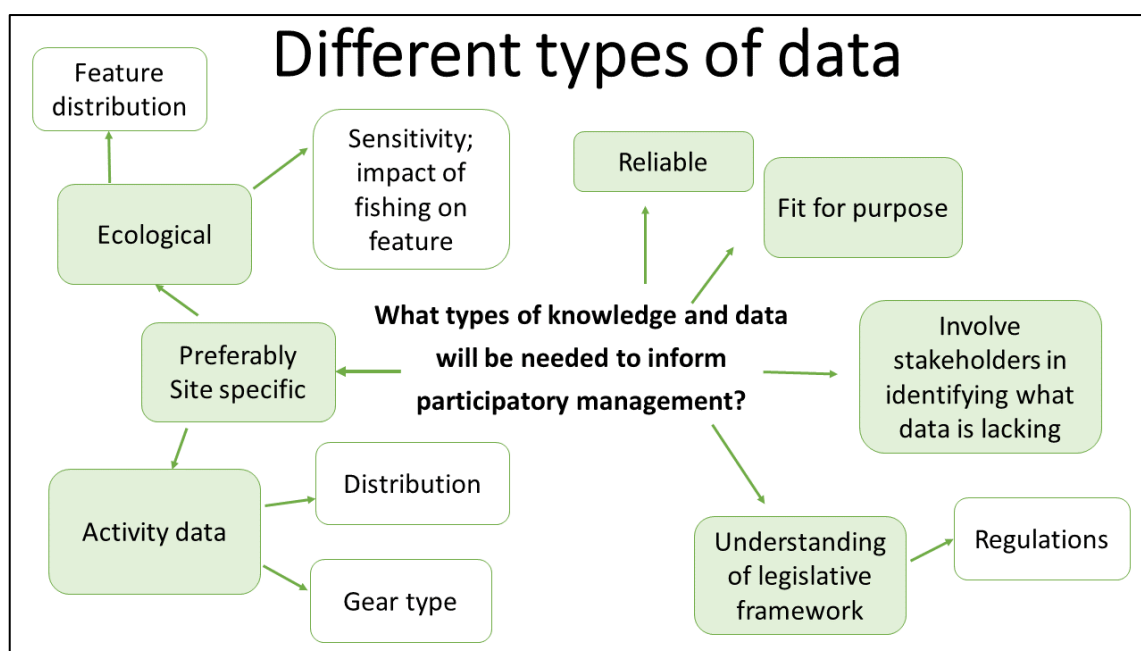 Different types of data
Feature
distribution
Sensitivity;
impact of
fishing on
feature
Reliable
Fit for purpose
Ecological
What types of knowledge and data
will be needed to inform
participatory management?
Preferably
Site specific
Involve
stakeholders in
identifying what
data is lacking
Activity data
Distribution
Gear type
Understanding
of legislative
framework
Regulations